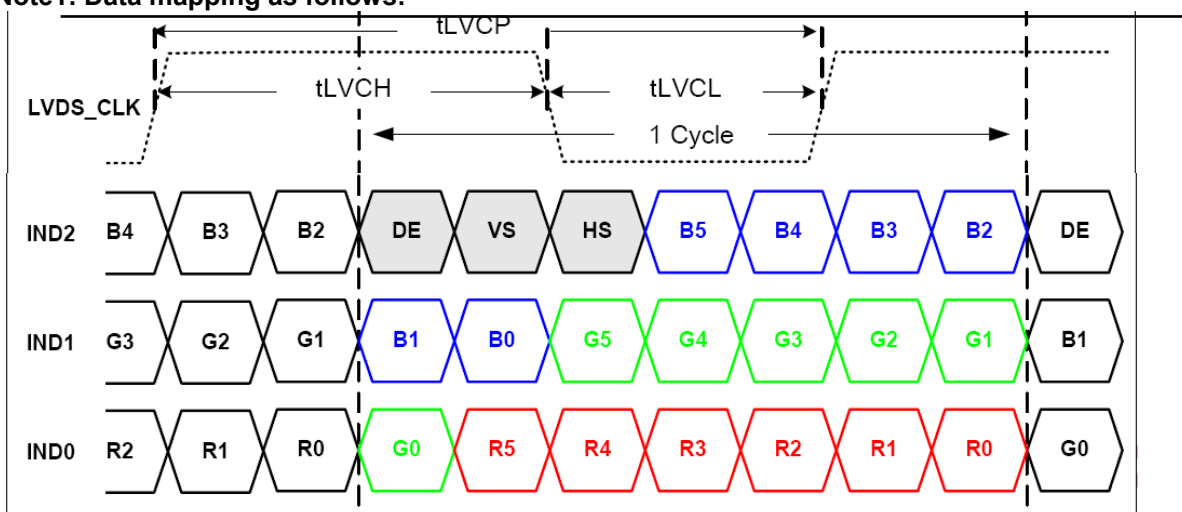 Note1: Data mapping as follows:
tLVCP
tLVCH tLVCL
LVDS_CLK
1 Cycle
IND2 B4 B3 B2 DE VS HS B5 B4 B3 B2 DE
IND1 G3 G2 G1 B1 B0 G5 G4 G3 G2 G1 B1
IND0 R2 R1 R0 G0 R5 R4 R3 R2 R1 R0 G0